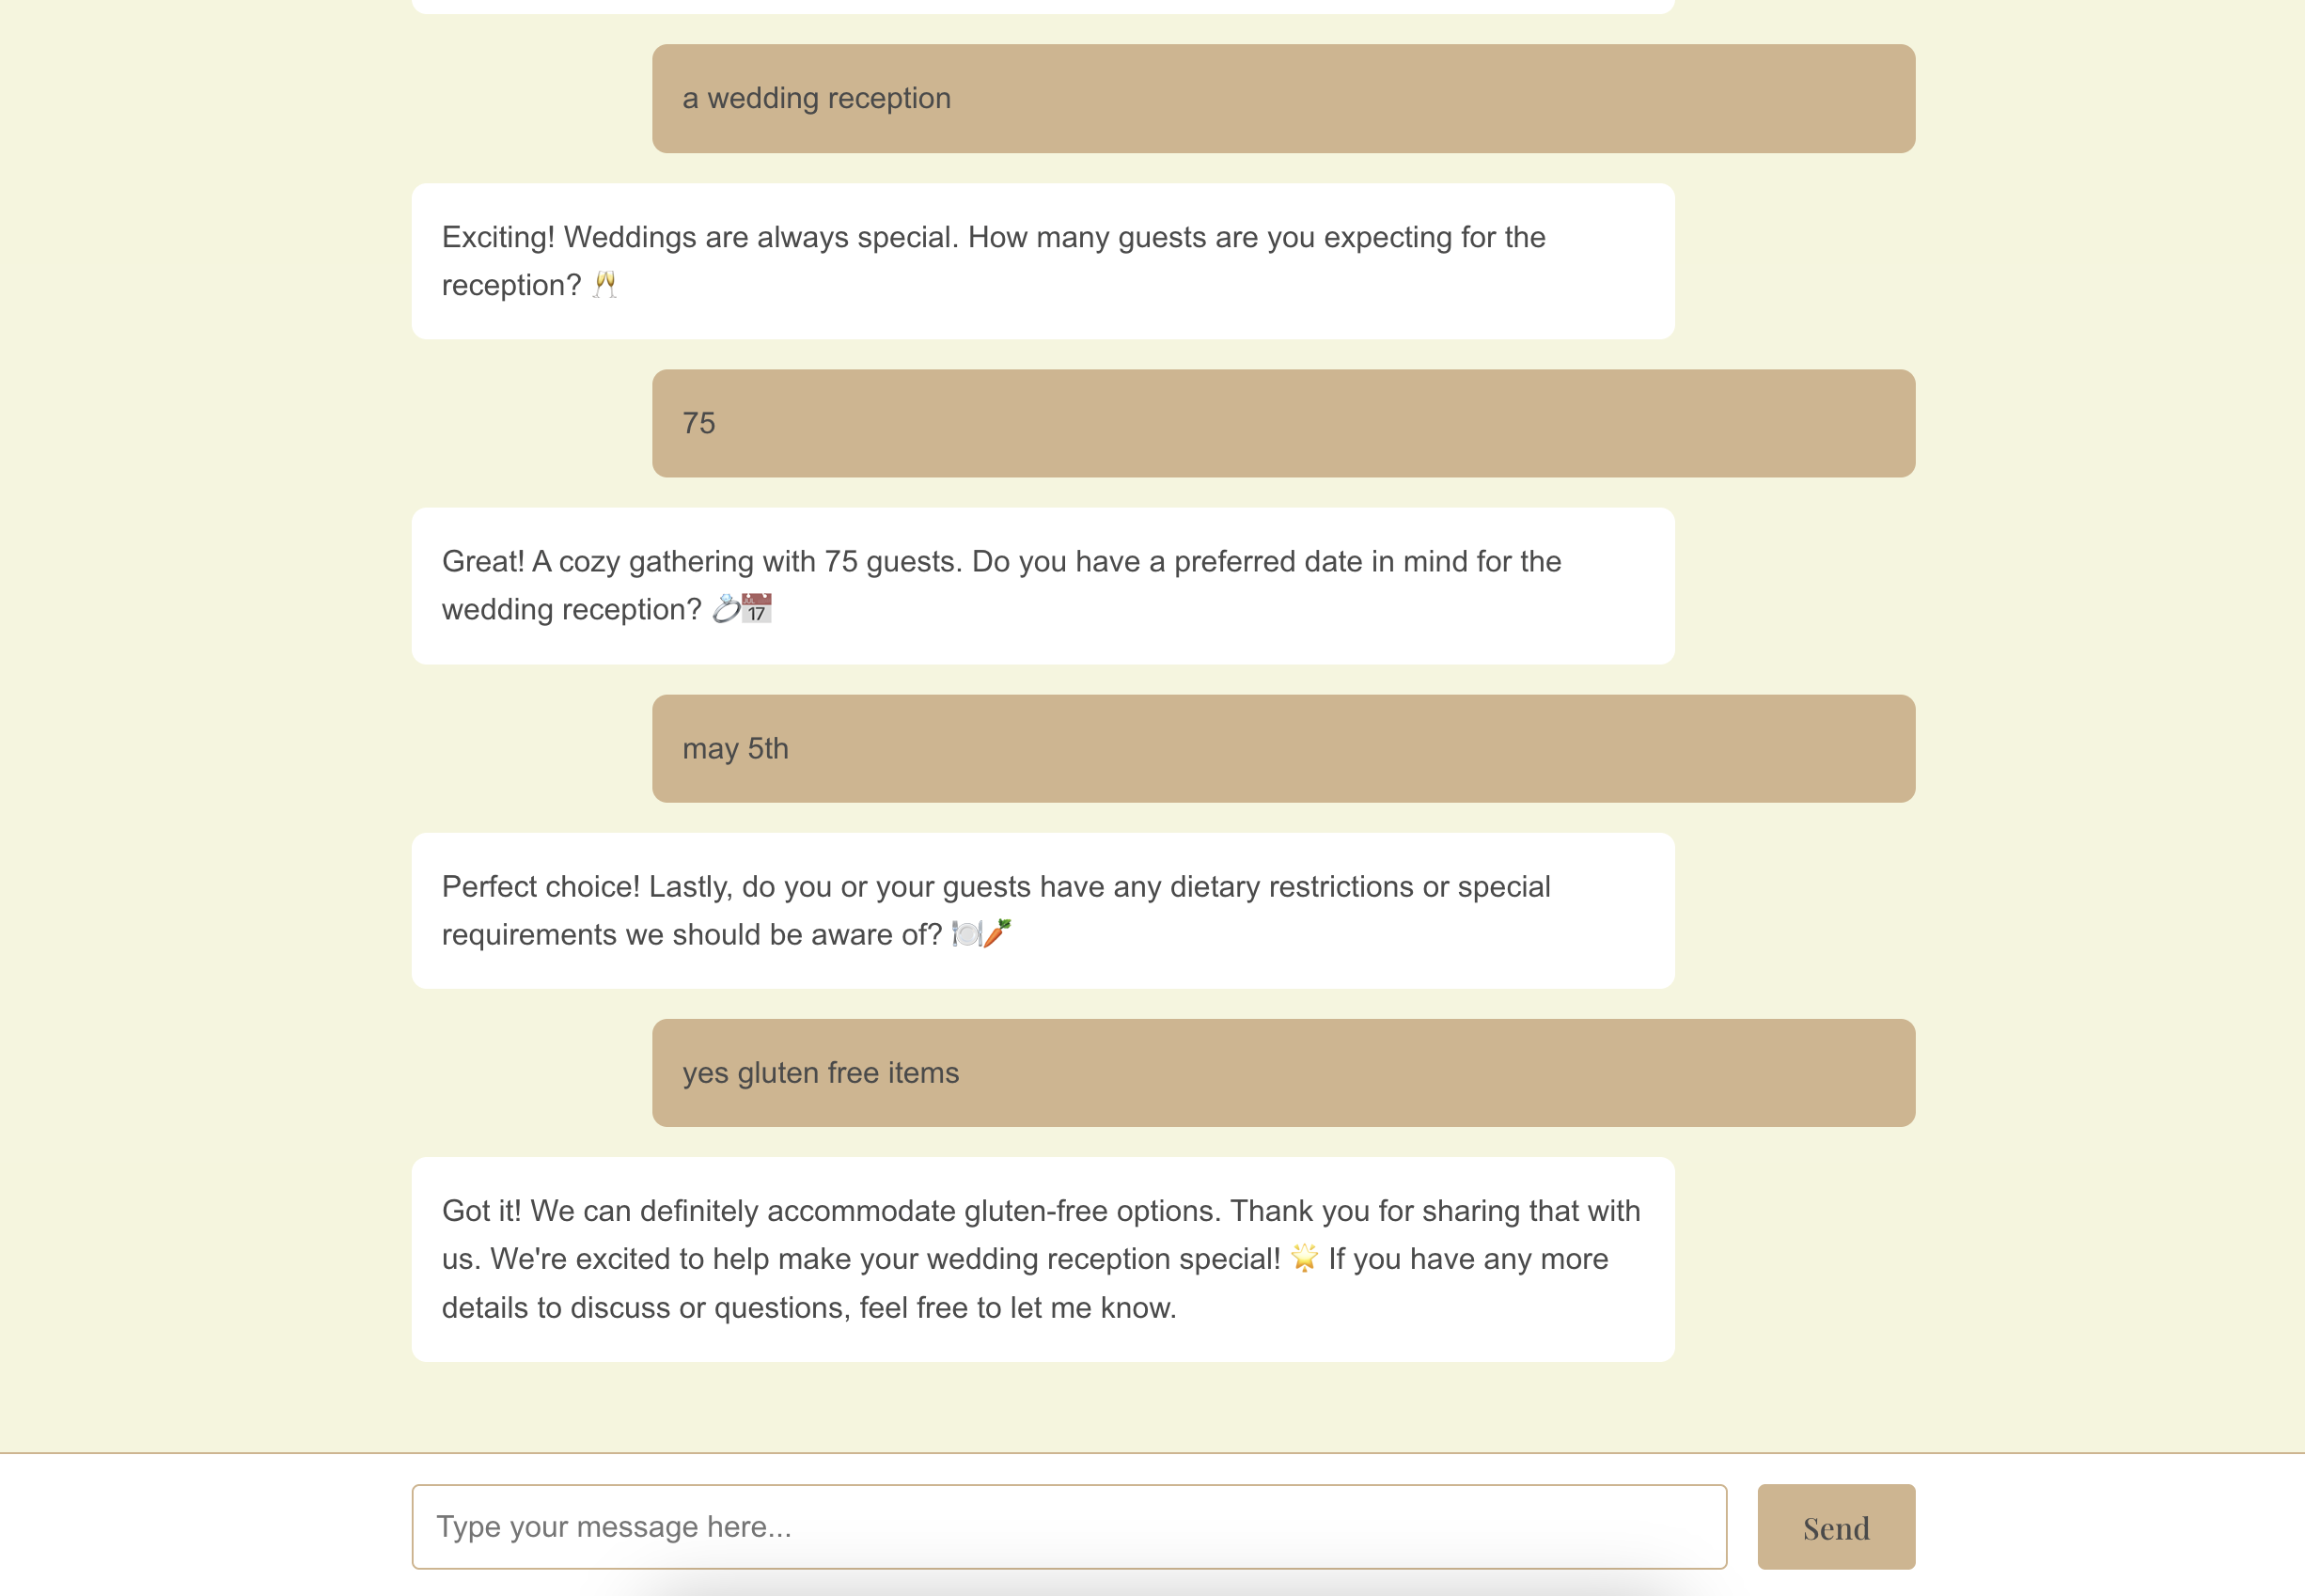 a wedding reception
Exciting! Weddings are always special. How many guests are you expecting for the
reception? 🥂
75
Great! A cozy gathering with 75 guests. Do you have a preferred date in mind for the
wedding reception? 💍📅
may 5th
Perfect choice! Lastly, do you or your guests have any dietary restrictions or special
requirements we should be aware of? 🍽️🥕
yes gluten free items
Got it! We can definitely accommodate gluten-free options. Thank you for sharing that with
us. We're excited to help make your wedding reception special! 🌟 If you have any more
details to discuss or questions, feel free to let me know.
Type your message here...
Send